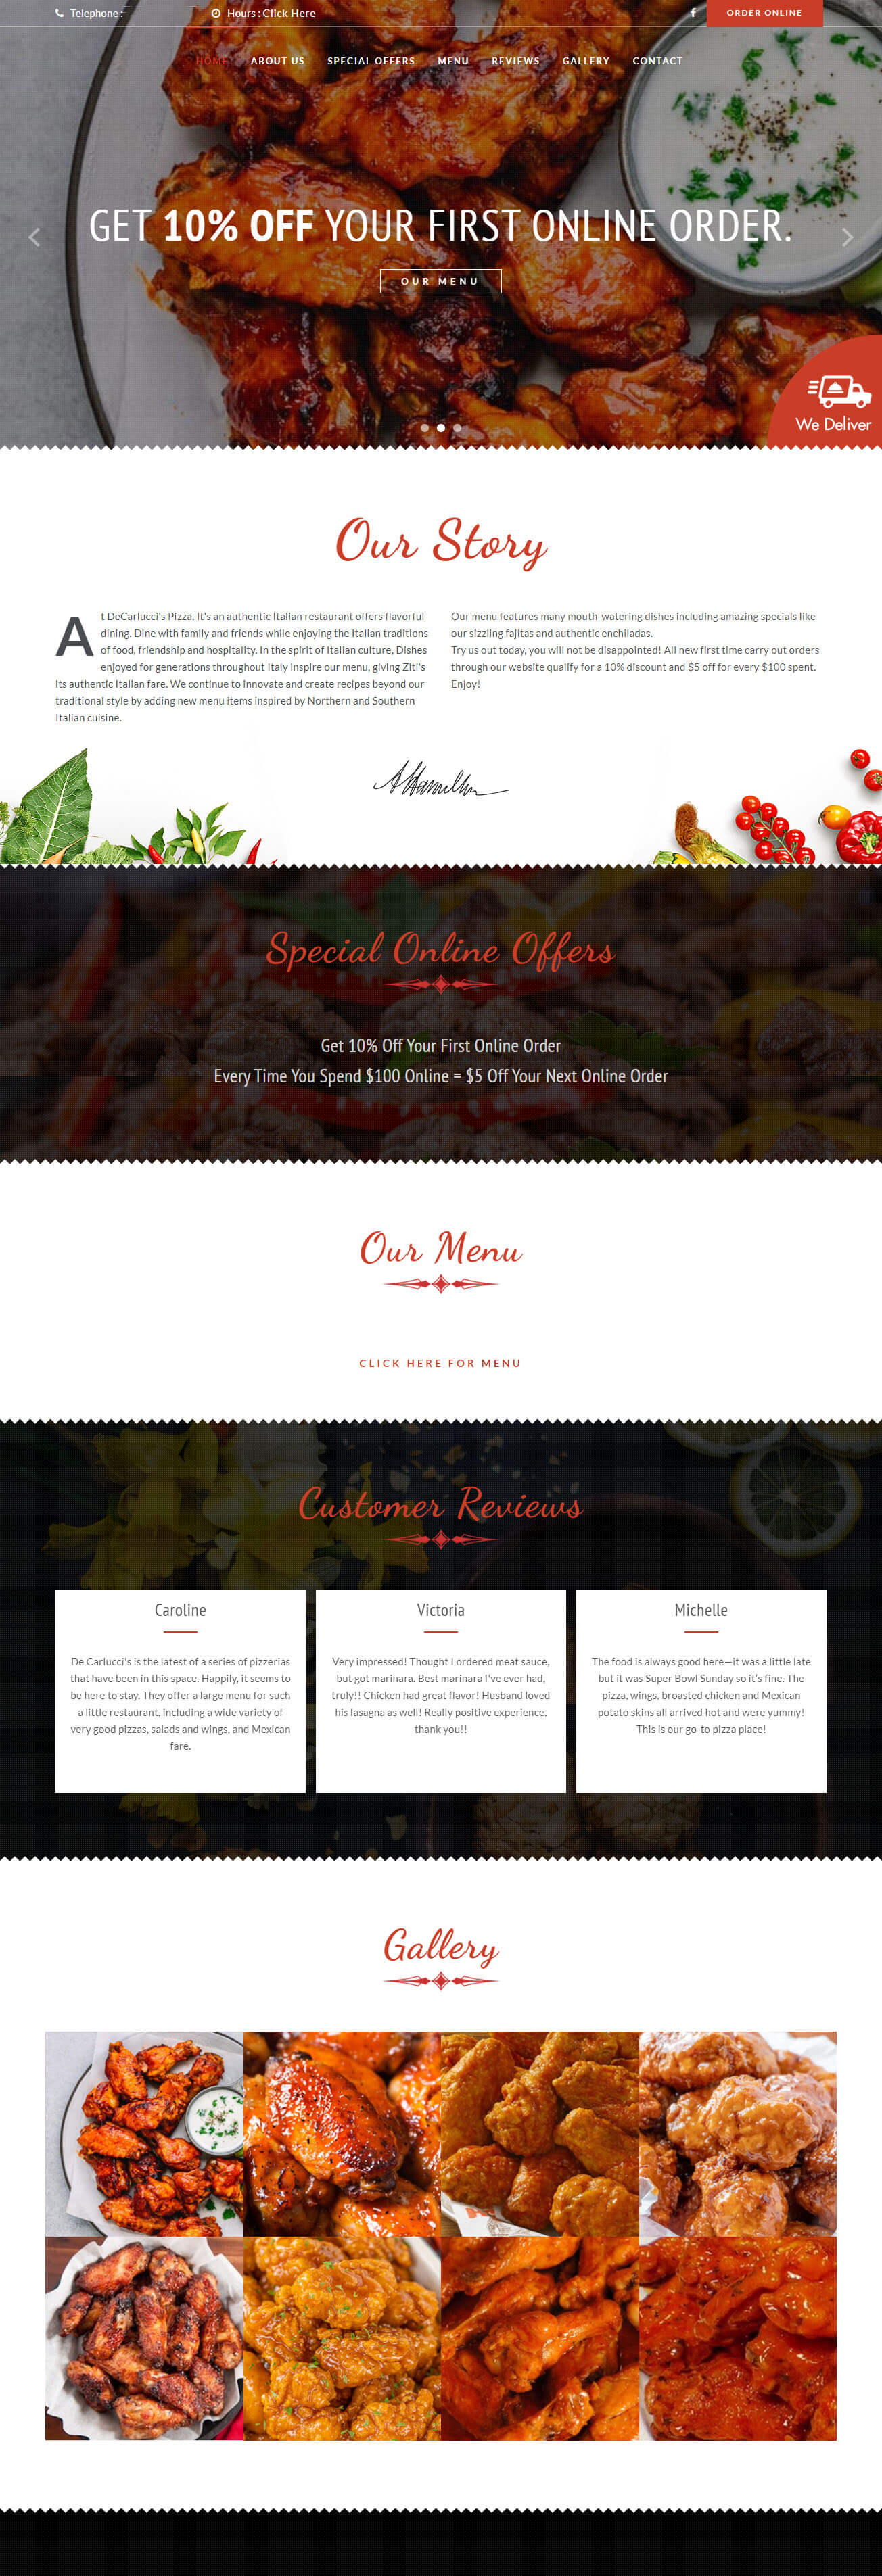 Telephone :
Hours : Click Here
ORDER ONLINE
HOME ABOUT US SPECIAL OFFERS MENU REVIEWS GALLERY CONTACT
GET 10% OFF YOUR FIRST ONLINE ORDER.
OUR MENU
We Deliver
Our Story
At DeCarlucci's Pizza, It's an authentic Italian restaurant offers flavorful
dining. Dine with family and friends while enjoying the Italian traditions
of food, friendship and hospitality. In the spirit of Italian culture, Dishes
enjoyed for generations throughout Italy inspire our menu, giving Ziti's
its authentic Italian fare. We continue to innovate and create recipes beyond our
traditional style by adding new menu items inspired by Northern and Southern
Italian cuisine.
Our menu features many mouth-watering dishes including amazing specials like
our sizzling fajitas and authentic enchiladas.
Try us out today, you will not be disappointed! All new first time carry out orders
through our website qualify for a 10% discount and $5 off for every $100 spent.
Enjoy!
Special Online Offers
Get 10% Off Your First Online Order
Every Time You Spend $100 Online = $5 Off Your Next Online Order
Our Menu
CLICK HERE FOR MENU
Customer Reviews
Caroline
De Carlucci's is the latest of a series of pizzerias
that have been in this space. Happily, it seems to
be here to stay. They offer a large menu for such
a little restaurant, including a wide variety of
very good pizzas, salads and wings, and Mexican
fare.
Victoria
Very impressed! Thought I ordered meat sauce,
but got marinara. Best marinara I've ever had,
truly!! Chicken had great flavor! Husband loved
his lasagna as well! Really positive experience,
thank you!!
Michelle
The food is always good here—it was a little late
but it was Super Bowl Sunday so it's fine. The
pizza, wings, broasted chicken and Mexican
potato skins all arrived hot and were yummy!
This is our go-to pizza place!
Gallery